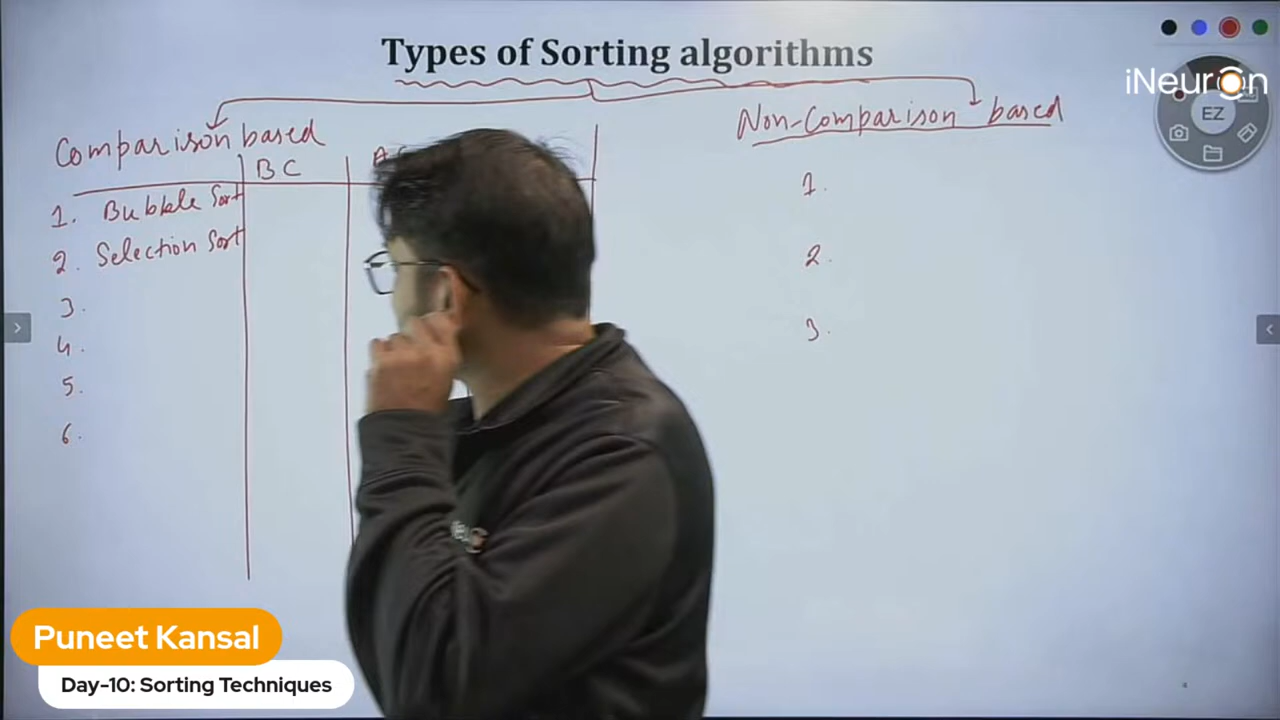 Types of Sorting algorithms
iNeuron
EZ
Comparison based
BC
1. Bubble Sort
2. Selection Sort
3.
4.
5.
6.
Non-Comparison based
1.
2.
3.
Puneet Kansal
Day-10: Sorting Techniques